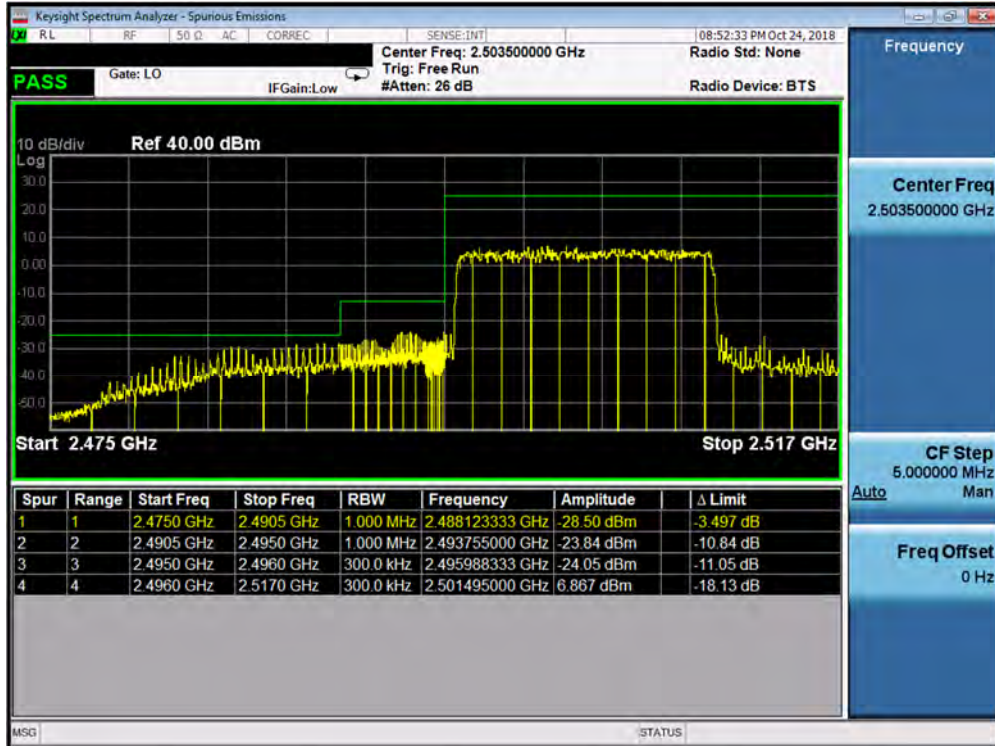 Keysight Spectrum Analyzer - Spurious Emissions
LXI RL RF 50 Ω AC CORREC SENSE:INT 08:52:33 PM Oct 24, 2018
Center Freq: 2.503500000 GHz Radio Std: None
Trig: Free Run
PASS Gate: LO IFGain:Low #Atten: 26 dB Radio Device: BTS
Frequency
10 dB/div Ref 40.00 dBm
Log
30.0
20.0
10.0
0.00
-10.0
-20.0
-30.0
-40.0
-50.0
Start 2.475 GHz Stop 2.517 GHz
Center Freq
2.503500000 GHz
CF Step
5.000000 MHz
Auto Man
Freq Offset
0 Hz
Spur Range Start Freq Stop Freq RBW Frequency Amplitude Δ Limit
1 1 2.4750 GHz 2.4905 GHz 1.000 MHz 2.488123333 GHz -28.50 dBm -3.497 dB
2 2 2.4905 GHz 2.4950 GHz 1.000 MHz 2.493755000 GHz -23.84 dBm -10.84 dB
3 3 2.4950 GHz 2.4960 GHz 300.0 kHz 2.495988333 GHz -24.05 dBm -11.05 dB
4 4 2.4960 GHz 2.5170 GHz 300.0 kHz 2.501495000 GHz 6.867 dBm -18.13 dB
MSG STATUS